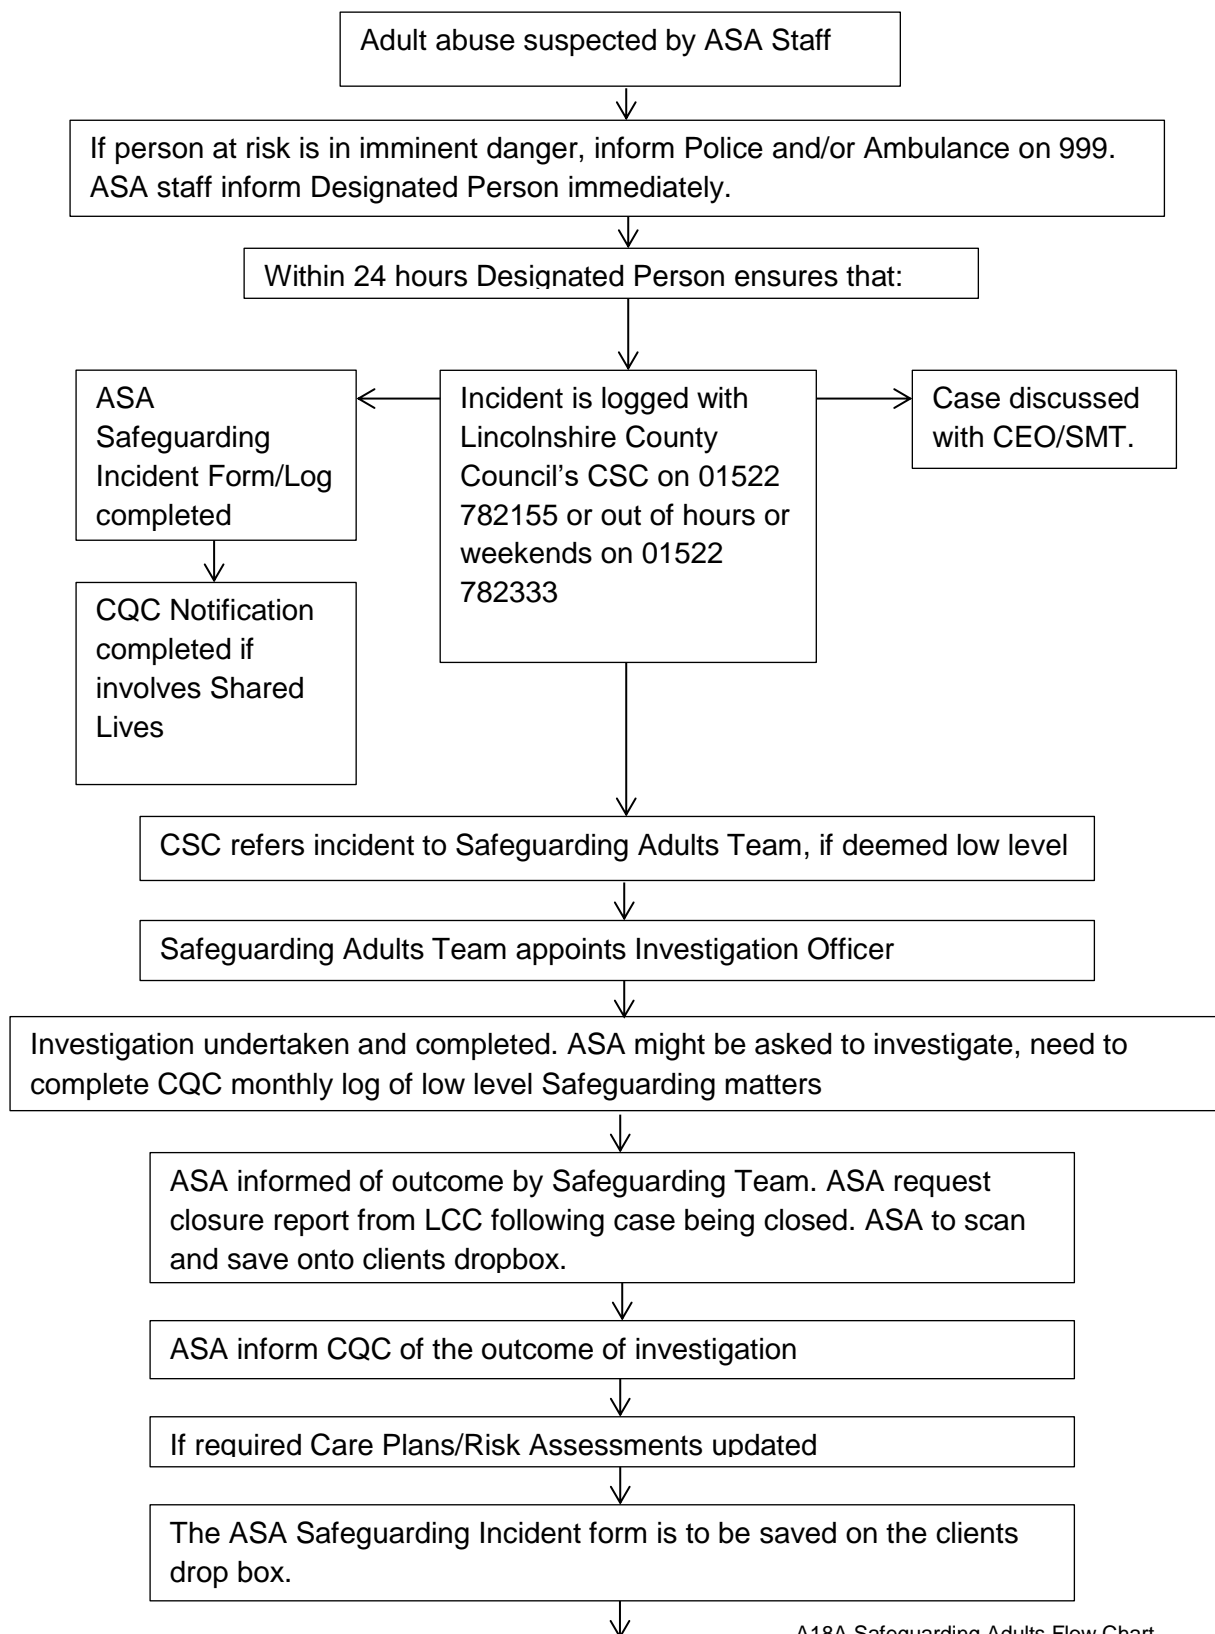 Adult abuse suspected by ASA Staff
If person at risk is in imminent danger, inform Police and/or Ambulance on 999.
ASA staff inform Designated Person immediately.
Within 24 hours Designated Person ensures that:
ASA
Safeguarding
Incident Form/Log
completed
Incident is logged with
Lincolnshire County
Council’s CSC on 01522
782155 or out of hours or
weekends on 01522
782333
Case discussed
with CEO/SMT.
CQC Notification
completed if
involves Shared
Lives
CSC refers incident to Safeguarding Adults Team, if deemed low level
Safeguarding Adults Team appoints Investigation Officer
Investigation undertaken and completed. ASA might be asked to investigate, need to
complete CQC monthly log of low level Safeguarding matters
ASA informed of outcome by Safeguarding Team. ASA request
closure report from LCC following case being closed. ASA to scan
and save onto clients dropbox.
ASA inform CQC of the outcome of investigation
If required Care Plans/Risk Assessments updated
The ASA Safeguarding Incident form is to be saved on the clients
drop box.
A18A Safeguarding Adults Flow Chart